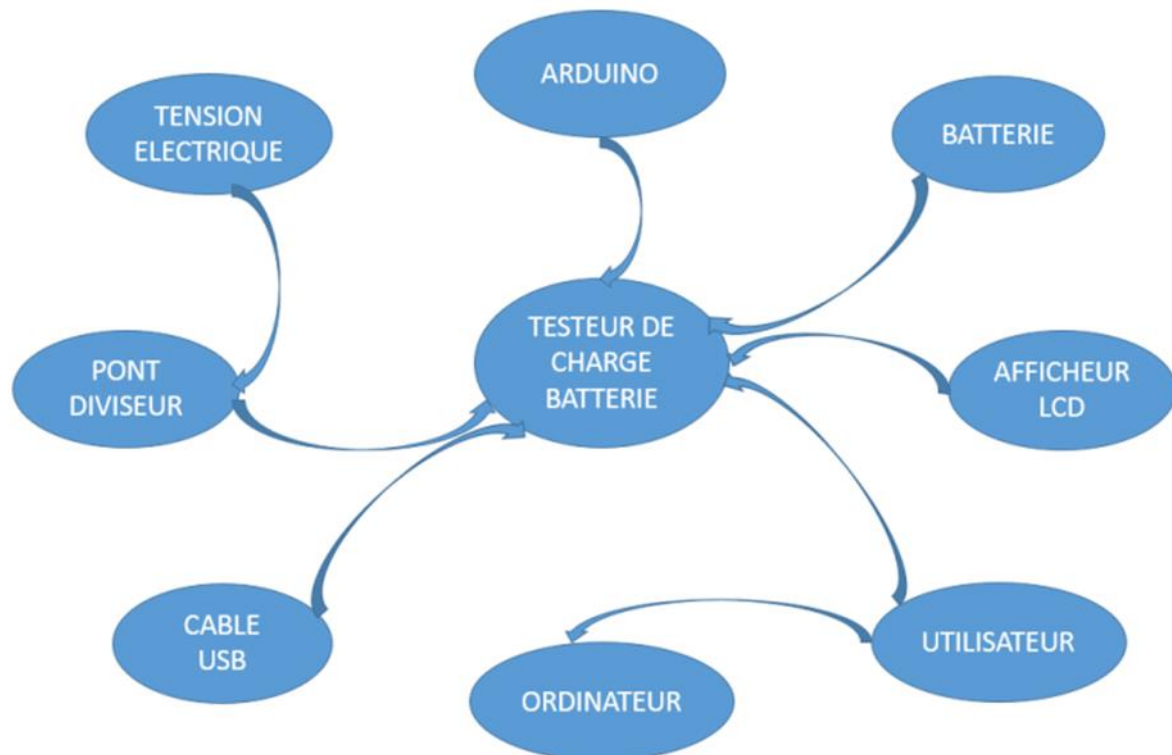 ARDUINO
TENSION
ELECTRIQUE
BATTERIE
TESTEUR DE
CHARGE
BATTERIE
PONT
DIVISEUR
AFFICHEUR
LCD
CABLE
USB
UTILISATEUR
ORDINATEUR